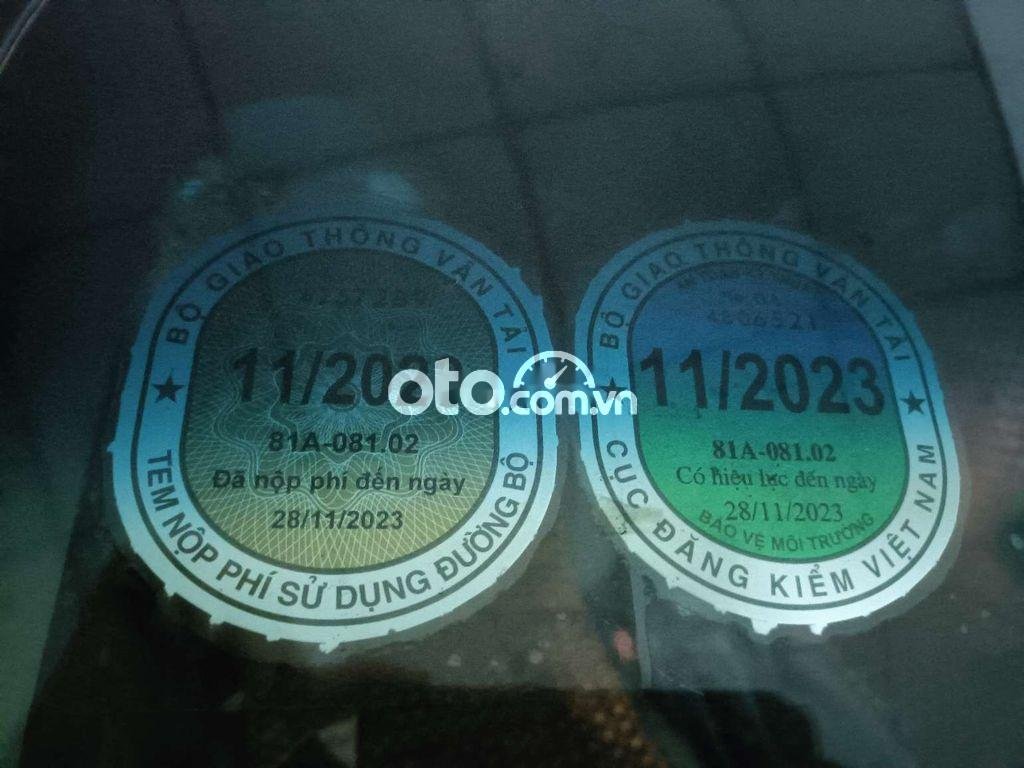 BỘ GIAO THÔNG VẬN TẢI
11/2023
81A-081.02
Đã nộp phí đến ngày
28/11/2023
TEM NỘP PHÍ SỬ DỤNG ĐƯỜNG BỘ
oto.com.vn
BỘ GIAO THÔNG VẬN TẢI
4806521
11/2023
81A-081.02
Có hiệu lực đến ngày
28/11/2023
BẢO VỆ MÔI TRƯỜNG
CỤC ĐĂNG KIỂM VIỆT NAM